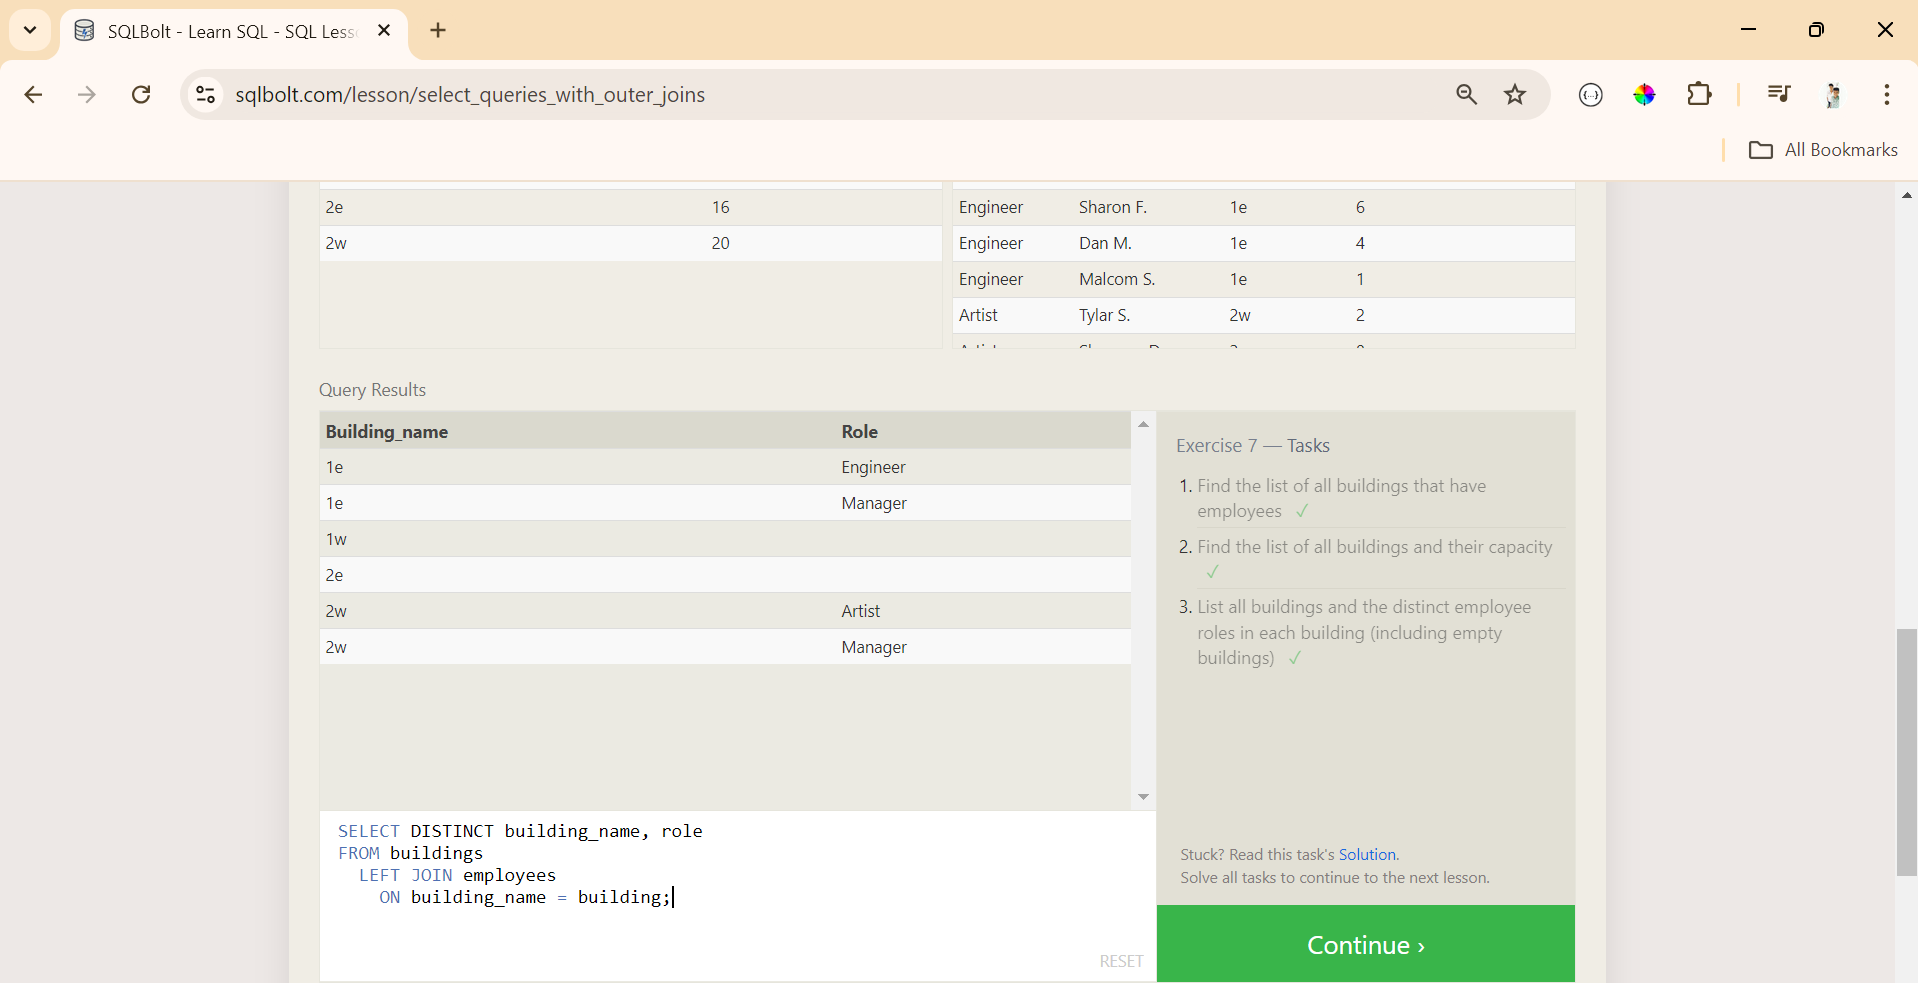 SQLBolt - Learn SQL - SQL Less
sqlbolt.com/lesson/select_queries_with_outer_joins
All Bookmarks
2e 16
2w 20
Engineer Sharon F. 1e 6
Engineer Dan M. 1e 4
Engineer Malcom S. 1e 1
Artist Tylar S. 2w 2
Query Results
Building_name Role
1e Engineer
1e Manager
1w
2e
2w Artist
2w Manager
Exercise 7 — Tasks
1. Find the list of all buildings that have
employees ✓
2. Find the list of all buildings and their capacity
✓
3. List all buildings and the distinct employee
roles in each building (including empty
buildings) ✓
SELECT DISTINCT building_name, role
FROM buildings
LEFT JOIN employees
ON building_name = building;
RESET
Stuck? Read this task's Solution.
Solve all tasks to continue to the next lesson.
Continue ›